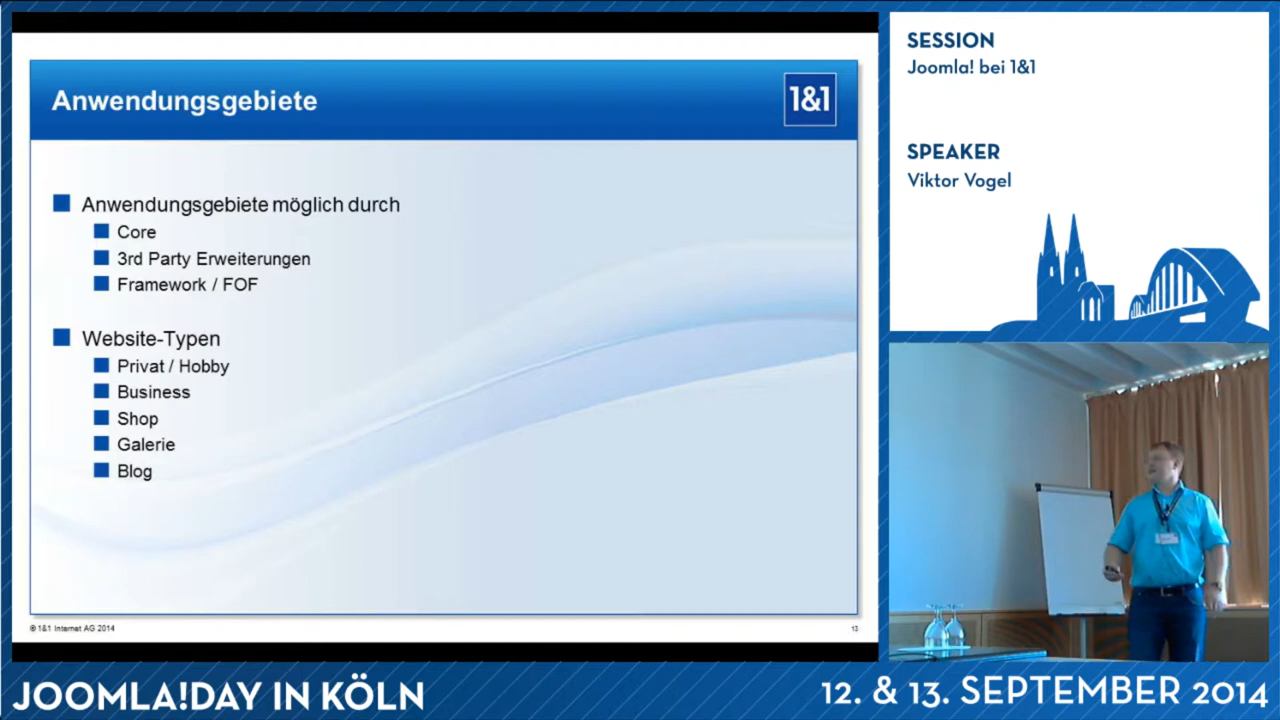 Anwendungsgebiete
1&1
Anwendungsgebiete möglich durch
Core
3rd Party Erweiterungen
Framework / FOF
Website-Typen
Privat / Hobby
Business
Shop
Galerie
Blog
© 1&1 Internet AG 2014
13
SESSION
Joomla! bei 1&1
SPEAKER
Viktor Vogel
JOOMLA!DAY IN KÖLN
12. & 13. SEPTEMBER 2014